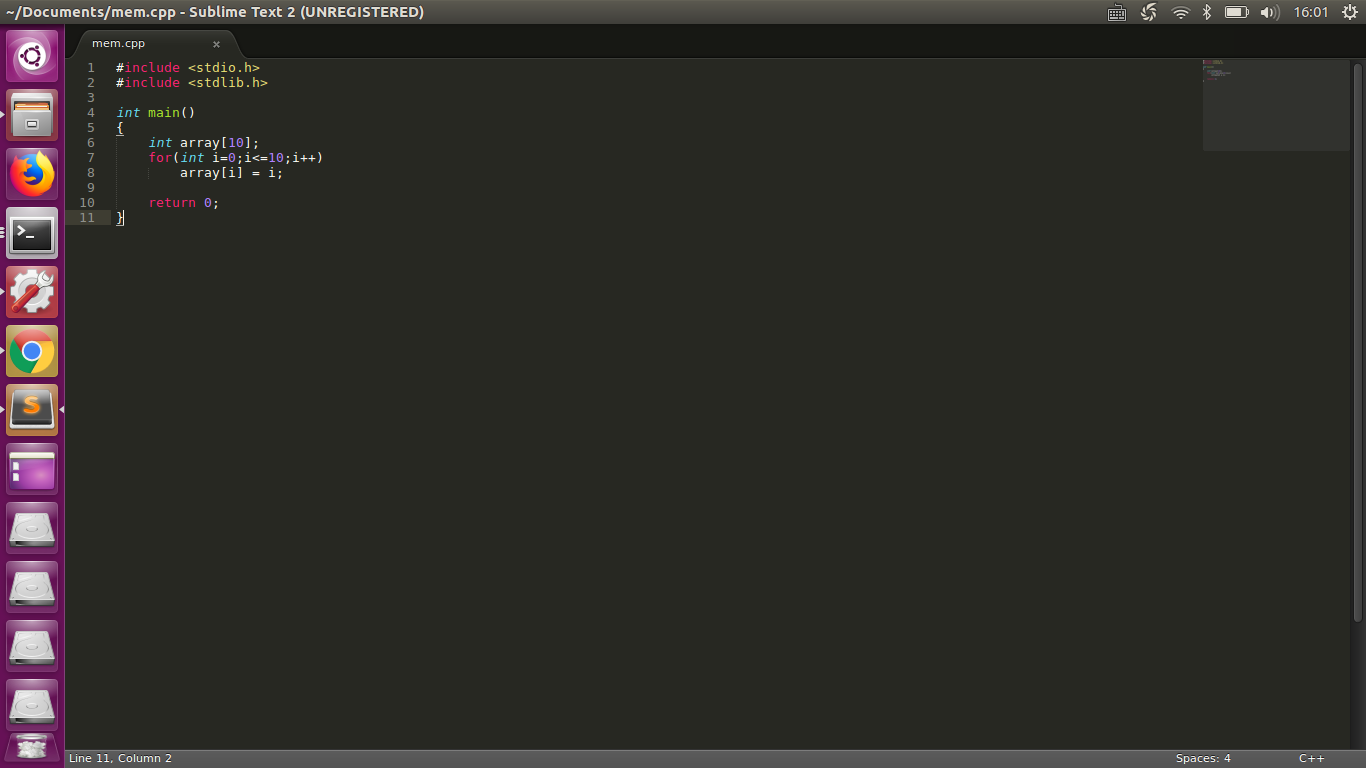 ~/Documents/mem.cpp - Sublime Text 2 (UNREGISTERED)
16:01
mem.cpp ×
1 #include <stdio.h>
2 #include <stdlib.h>
3
4 int main()
5 {
6     int array[10];
7     for(int i=0;i<=10;i++)
8         array[i] = i;
9
10     return 0;
11 }
Line 11, Column 2
Spaces: 4
C++